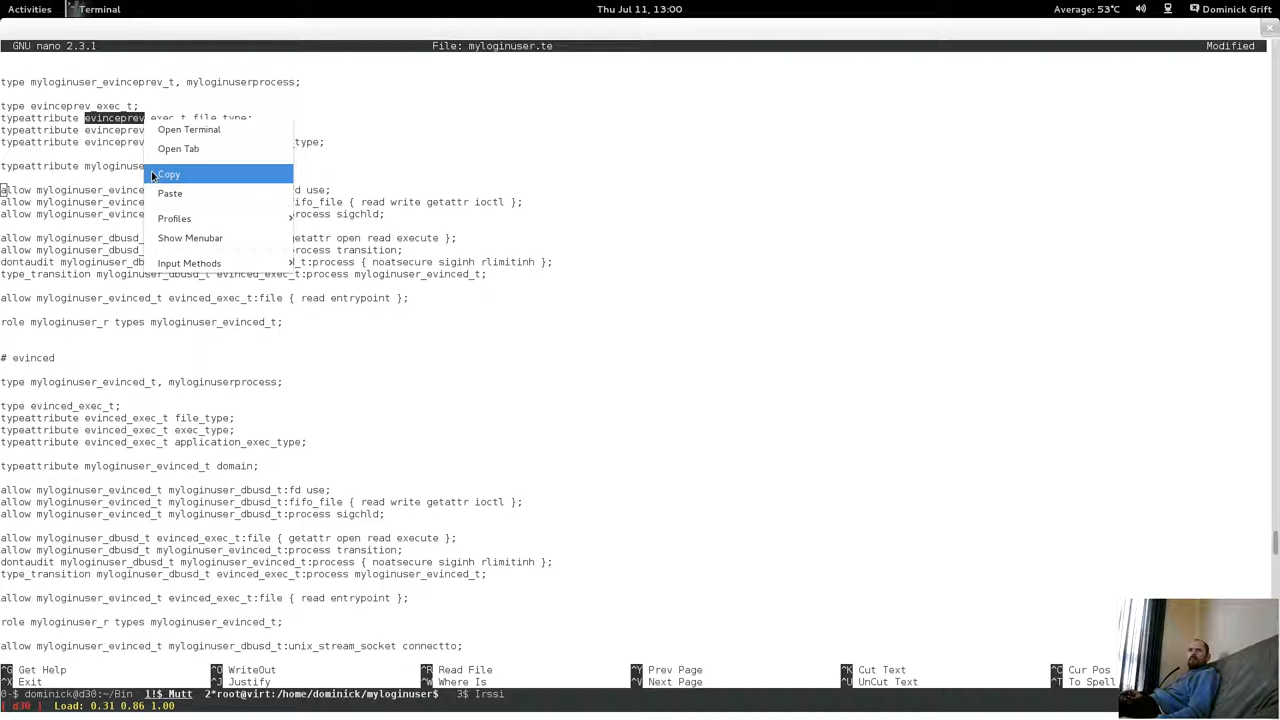 Activities Terminal Thu Jul 11, 13:00 Average: 53°C Dominick Grift
GNU nano 2.3.1 File: myloginuser.te Modified
type myloginuser_evinceprev_t, myloginuserprocess;
type evinceprev_exec_t;
typeattribute evinceprev_exec_t file_type;
typeattribute evinceprev
typeattribute evinceprev type;
typeattribute myloginuse
allow myloginuser_evince fd use;
allow myloginuser_evince fifo_file { read write getattr ioctl };
allow myloginuser_evince process sigchld;
allow myloginuser_dbusd_ getattr open read execute };
allow myloginuser_dbusd_ process transition;
dontaudit myloginuser_db t:process { noatsecure siginh rlimitinh };
type_transition myloginuser_dbusd_t evinced_exec_t:process myloginuser_evinced_t;
Open Terminal
Open Tab
Copy
Paste
Profiles
Show Menubar
Input Methods
allow myloginuser_evinced_t evinced_exec_t:file { read entrypoint };
role myloginuser_r types myloginuser_evinced_t;
# evinced
type myloginuser_evinced_t, myloginuserprocess;
type evinced_exec_t;
typeattribute evinced_exec_t file_type;
typeattribute evinced_exec_t exec_type;
typeattribute evinced_exec_t application_exec_type;
typeattribute myloginuser_evinced_t domain;
allow myloginuser_evinced_t myloginuser_dbusd_t:fd use;
allow myloginuser_evinced_t myloginuser_dbusd_t:fifo_file { read write getattr ioctl };
allow myloginuser_evinced_t myloginuser_dbusd_t:process sigchld;
allow myloginuser_dbusd_t evinced_exec_t:file { getattr open read execute };
allow myloginuser_dbusd_t myloginuser_evinced_t:process transition;
dontaudit myloginuser_dbusd_t myloginuser_evinced_t:process { noatsecure siginh rlimitinh };
type_transition myloginuser_dbusd_t evinced_exec_t:process myloginuser_evinced_t;
allow myloginuser_evinced_t evinced_exec_t:file { read entrypoint };
role myloginuser_r types myloginuser_evinced_t;
allow myloginuser_evinced_t myloginuser_dbusd_t:unix_stream_socket connectto;
^G Get Help ^O WriteOut ^R Read File ^Y Prev Page ^K Cut Text ^C Cur Pos
^X Exit ^J Justify ^W Where Is ^V Next Page ^U UnCut Text ^T To Spell
0-$ dominick@d30:~/Bin 1!$ Mutt 2*root@virt:/home/dominick/myloginuser$ 3$ Irssi
[ d30 ] Load: 0.31 0.86 1.00